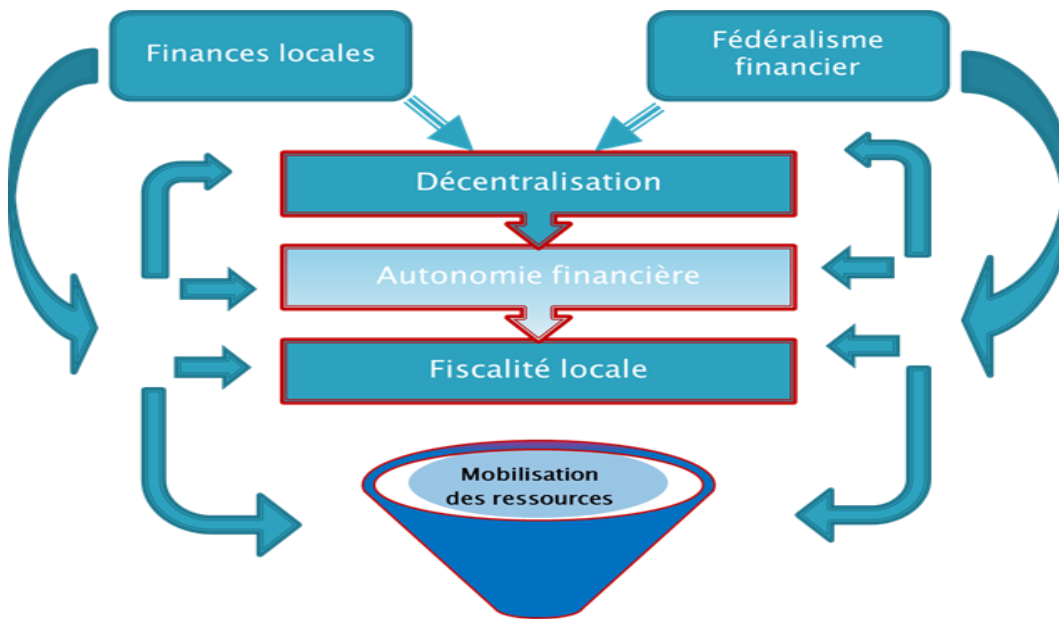 Finances locales
Fédéralisme
financier
Décentralisation
Autonomie financière
Fiscalité locale
Mobilisation
des ressources